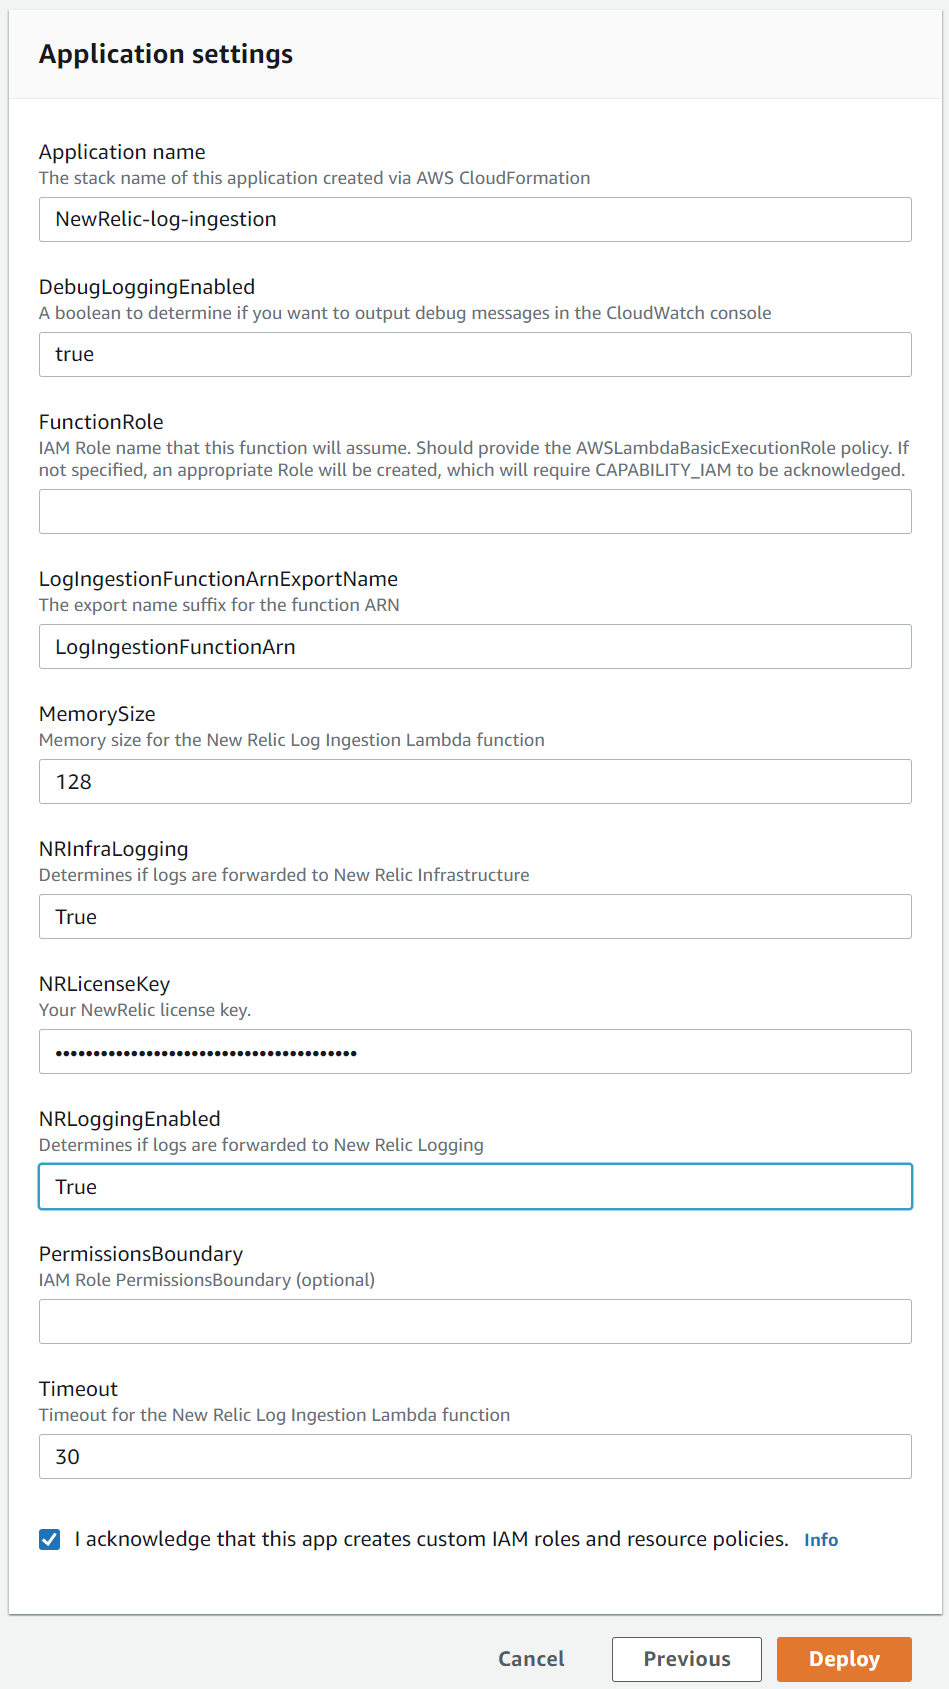 Application settings
Application name
The stack name of this application created via AWS CloudFormation
NewRelic-log-ingestion
DebugLoggingEnabled
A boolean to determine if you want to output debug messages in the CloudWatch console
true
FunctionRole
IAM Role name that this function will assume. Should provide the AWSLambdaBasicExecutionRole policy. If
not specified, an appropriate Role will be created, which will require CAPABILITY_IAM to be acknowledged.
LogIngestionFunctionArnExportName
The export name suffix for the function ARN
LogIngestionFunctionArn
MemorySize
Memory size for the New Relic Log Ingestion Lambda function
128
NRInfraLogging
Determines if logs are forwarded to New Relic Infrastructure
True
NRLicenseKey
Your NewRelic license key.
••••••••••••••••••••••••••••••••••••••••
NRLoggingEnabled
Determines if logs are forwarded to New Relic Logging
True
PermissionsBoundary
IAM Role PermissionsBoundary (optional)
Timeout
Timeout for the New Relic Log Ingestion Lambda function
30
I acknowledge that this app creates custom IAM roles and resource policies. Info
Cancel Previous Deploy